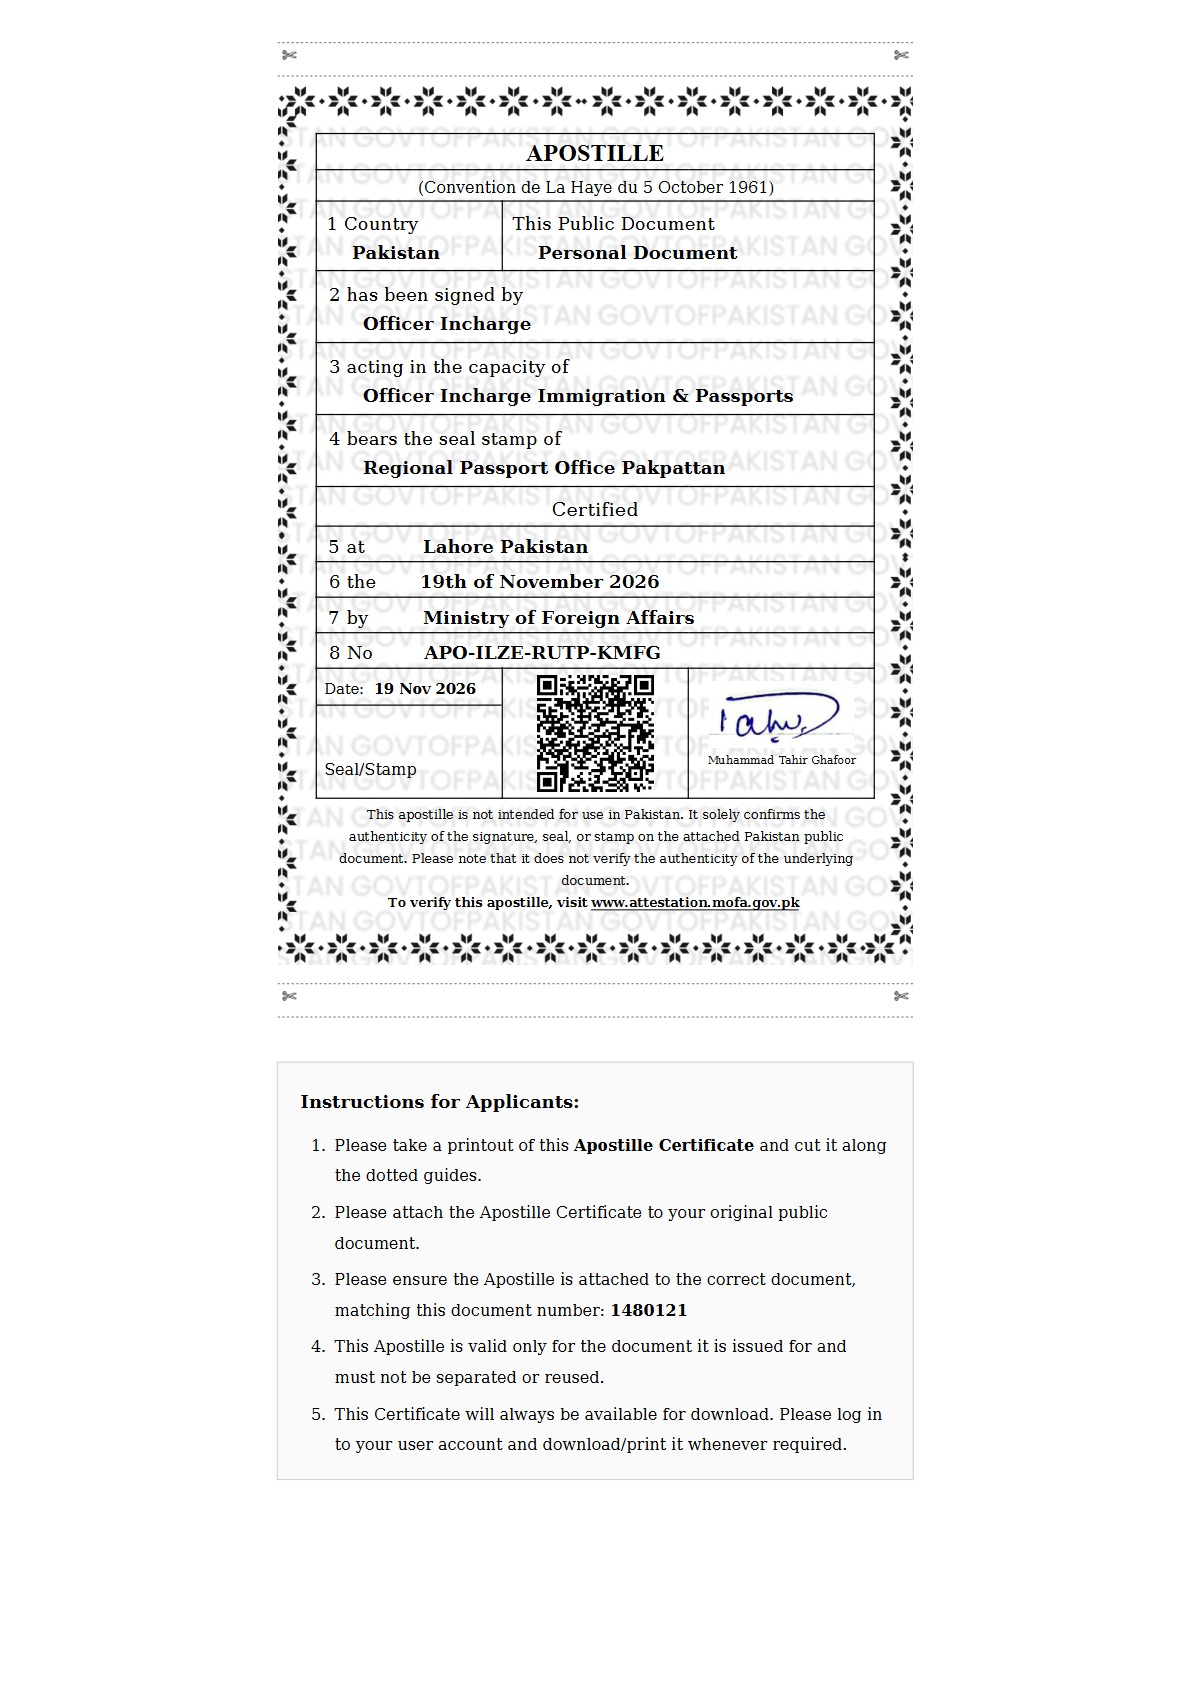 APOSTILLE
(Convention de La Haye du 5 October 1961)
1 Country
Pakistan
This Public Document
Personal Document
2 has been signed by
Officer Incharge
3 acting in the capacity of
Officer Incharge Immigration & Passports
4 bears the seal stamp of
Regional Passport Office Pakpattan
Certified
5 at Lahore Pakistan
6 the 19th of November 2026
7 by Ministry of Foreign Affairs
8 No APO-ILZE-RUTP-KMFG
Date: 19 Nov 2026
Seal/Stamp
Tahir
Muhammad Tahir Ghafoor
This apostille is not intended for use in Pakistan. It solely confirms the
authenticity of the signature, seal, or stamp on the attached Pakistan public
document. Please note that it does not verify the authenticity of the underlying
document.
To verify this apostille, visit www.attestation.mofa.gov.pk
Instructions for Applicants:
1. Please take a printout of this Apostille Certificate and cut it along
the dotted guides.
2. Please attach the Apostille Certificate to your original public
document.
3. Please ensure the Apostille is attached to the correct document,
matching this document number: 1480121
4. This Apostille is valid only for the document it is issued for and
must not be separated or reused.
5. This Certificate will always be available for download. Please log in
to your user account and download/print it whenever required.